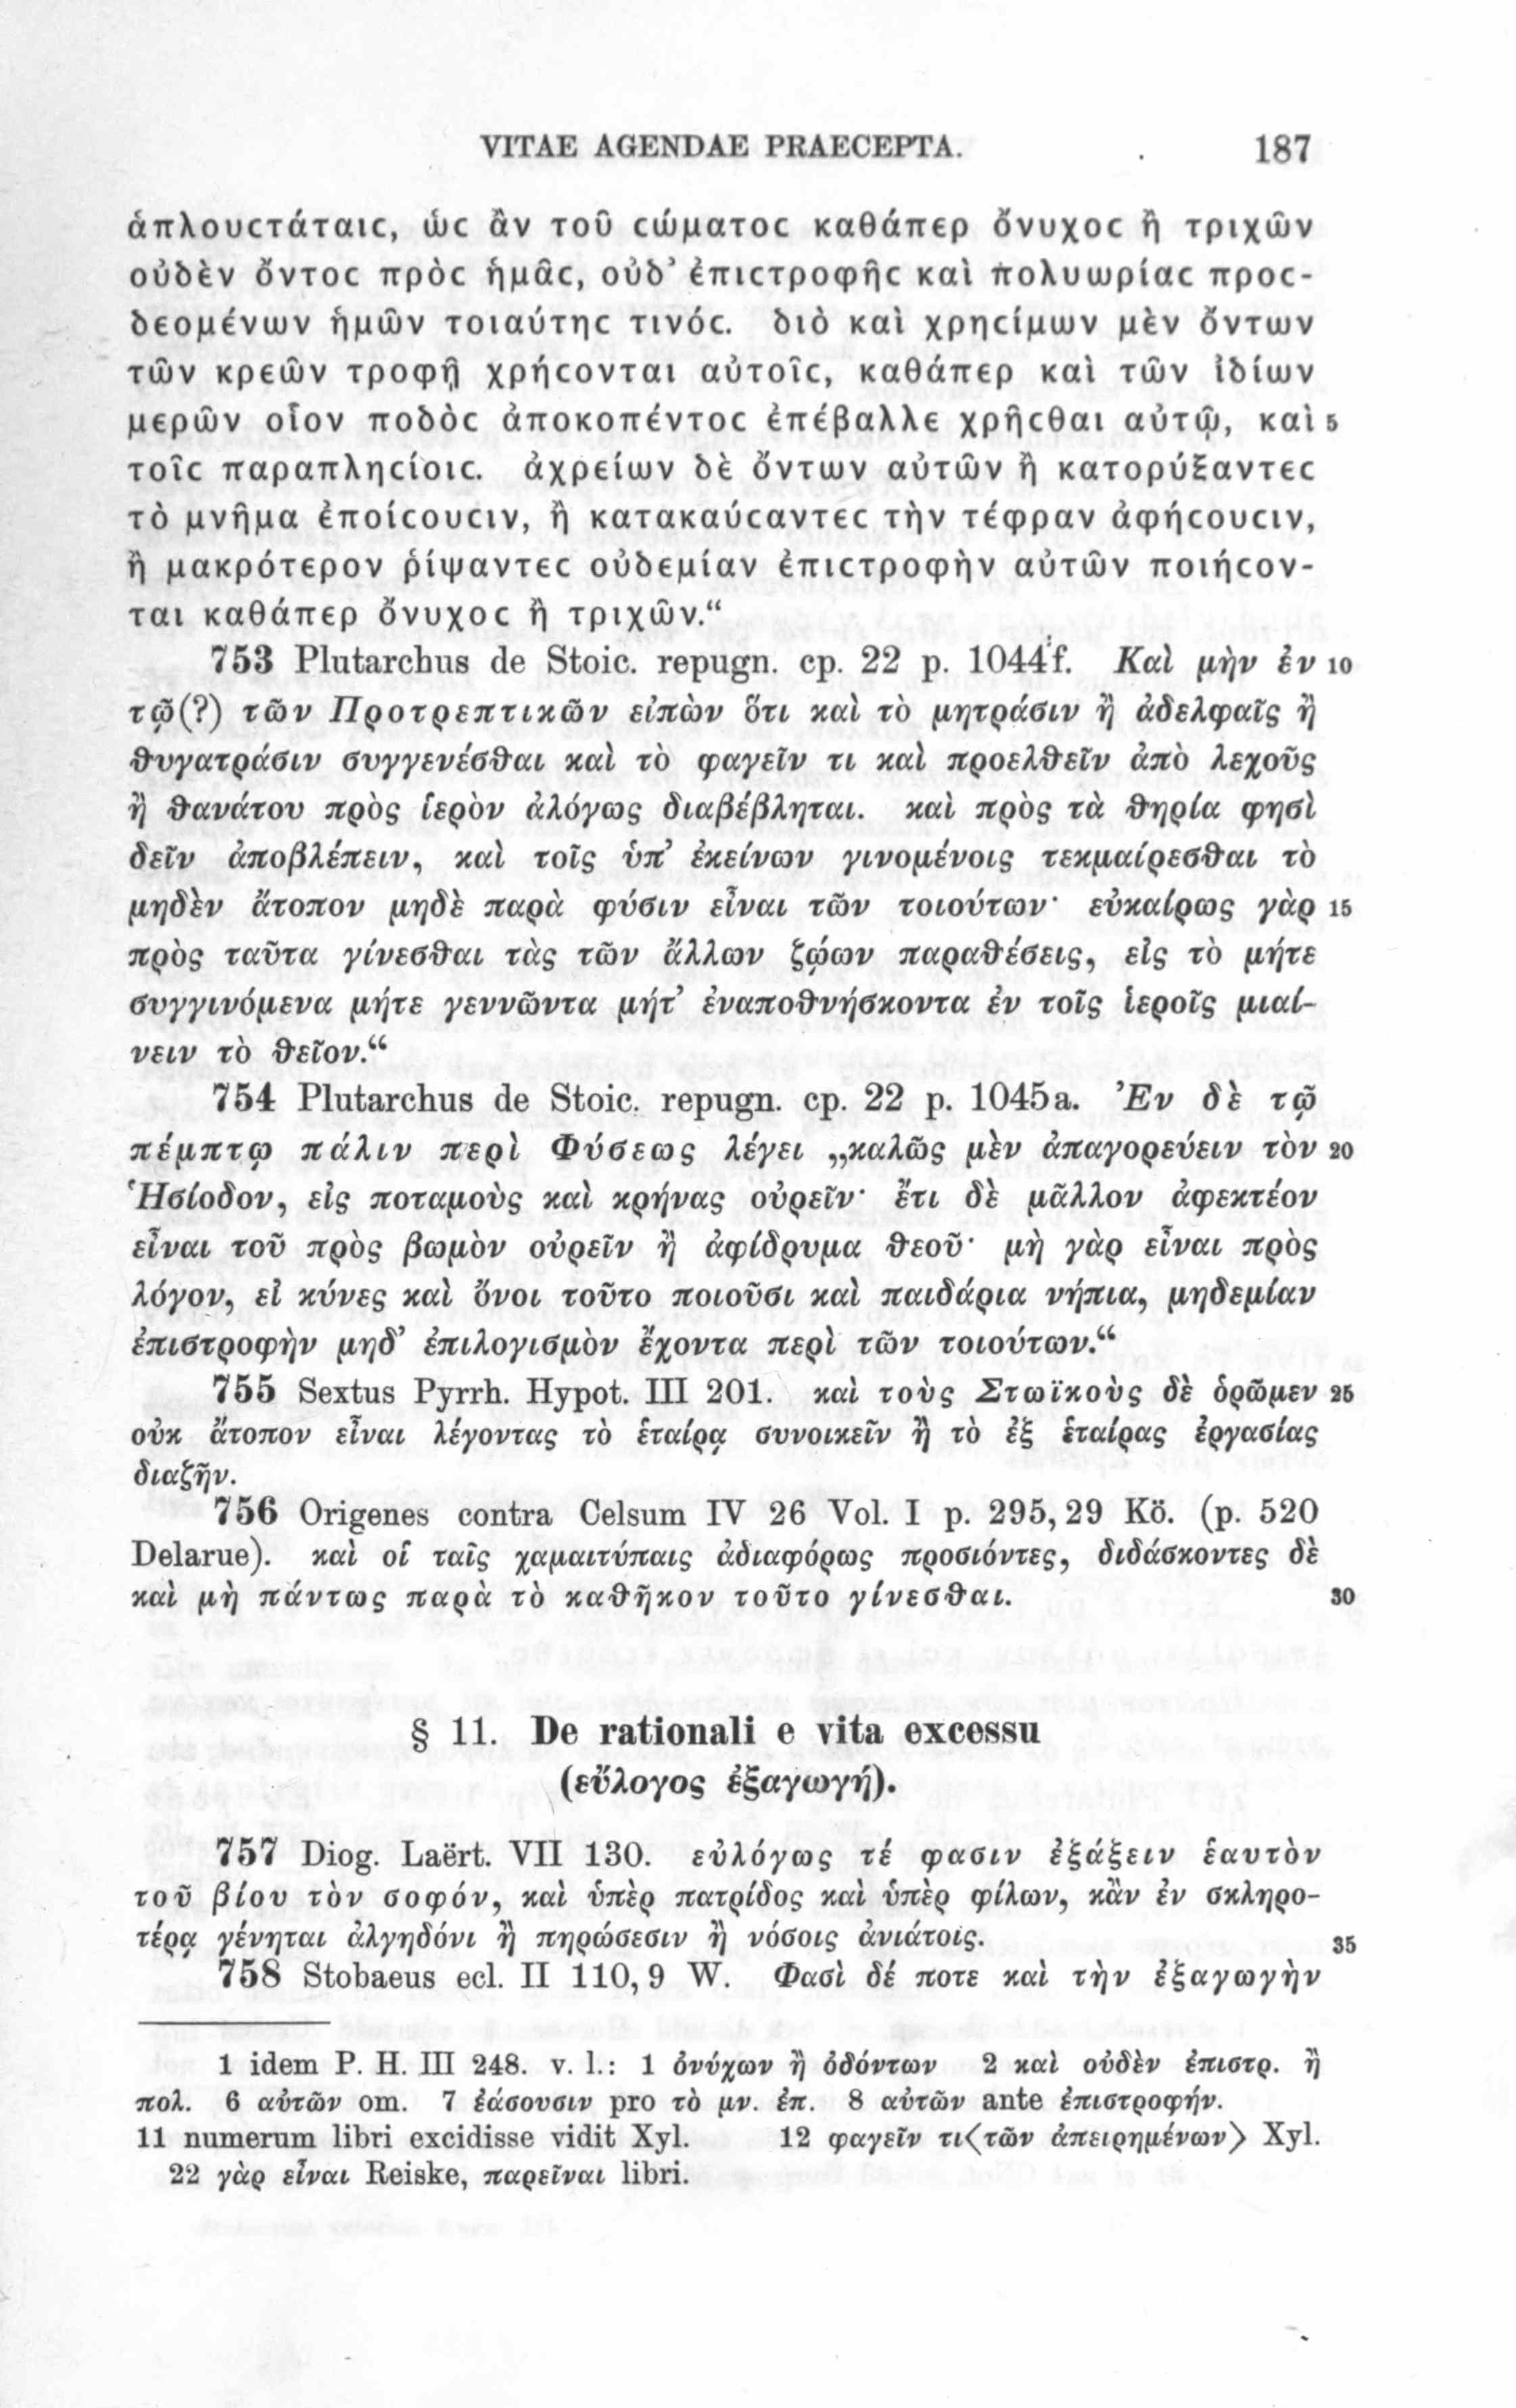 VITAE AGENDAE PRAECEPTA. 187
ἁπλουϲτάταιϲ, ὡϲ ἂν τοῦ ϲώματοϲ καθάπερ ὄνυχοϲ ἢ τριχῶν
οὐδὲν ὄντοϲ πρὸϲ ἡμᾶϲ, οὐδ’ ἐπιϲτροφῆϲ καὶ πολυωρίαϲ προϲ-
δεομένων ἡμῶν τοιαύτηϲ τινόϲ. διὸ καὶ χρηϲίμων μὲν ὄντων
τῶν κρεῶν τροφῇ χρήϲονται αὐτοῖϲ, καθάπερ καὶ τῶν ἰδίων
μερῶν οἷον ποδὸϲ ἀποκοπέντοϲ ἐπέβαλλε χρῆϲθαι αὐτῷ, καὶ 5
τοῖϲ παραπληϲίοιϲ. ἀχρείων δὲ ὄντων αὐτῶν ἢ κατορύξαντεϲ
τὸ μνῆμα ἐποίϲουϲιν, ἢ κατακαύϲαντεϲ τὴν τέφραν ἀφήϲουϲιν,
ἢ μακρότερον ῥίψαντεϲ οὐδεμίαν ἐπιϲτροφὴν αὐτῶν ποιήϲον-
ται καθάπερ ὄνυχοϲ ἢ τριχῶν.“
753 Plutarchus de Stoic. repugn. cp. 22 p. 1044f. Καὶ μὴν ἐν 10
τῷ(?) τῶν Προτρεπτικῶν εἰπὼν ὅτι καὶ τὸ μητράσιν ἢ ἀδελφαῖς ἢ
θυγατράσιν συγγενέσθαι καὶ τὸ φαγεῖν τι καὶ προελθεῖν ἀπὸ λεχοῦς
ἢ θανάτου πρὸς ἱερὸν ἀλόγως διαβέβληται. καὶ πρὸς τὰ θηρία φησὶ
δεῖν ἀποβλέπειν, καὶ τοῖς ὑπ’ ἐκείνων γινομένοις τεκμαίρεσθαι τὸ
μηδὲν ἄτοπον μηδὲ παρὰ φύσιν εἶναι τῶν τοιούτων· εὐκαίρως γὰρ 15
πρὸς ταῦτα γίνεσθαι τὰς τῶν ἄλλων ζῴων παραθέσεις, εἰς τὸ μήτε
συγγινόμενα μήτε γεννῶντα μήτ’ ἐναποθνήσκοντα ἐν τοῖς ἱεροῖς μιαί-
νειν τὸ θεῖον.“
754 Plutarchus de Stoic. repugn. cp. 22 p. 1045a. Ἐν δὲ τῷ
πέμπτῳ πάλιν περὶ Φύσεως λέγει „καλῶς μὲν ἀπαγορεύειν τὸν 20
Ἡσίοδον, εἰς ποταμοὺς καὶ κρήνας οὐρεῖν· ἔτι δὲ μᾶλλον ἀφεκτέον
εἶναι τοῦ πρὸς βωμὸν οὐρεῖν ἢ ἀφίδρυμα θεοῦ· μὴ γὰρ εἶναι πρὸς
λόγον, εἰ κύνες καὶ ὄνοι τοῦτο ποιοῦσι καὶ παιδάρια νήπια, μηδεμίαν
ἐπιστροφὴν μηδ’ ἐπιλογισμὸν ἔχοντα περὶ τῶν τοιούτων.“
755 Sextus Pyrrh. Hypot. III 201. καὶ τοὺς Στωϊκοὺς δὲ ὁρῶμεν 25
οὐκ ἄτοπον εἶναι λέγοντας τὸ ἑταίρᾳ συνοικεῖν ἢ τὸ ἐξ ἑταίρας ἐργασίας
διαζῆν.
756 Origenes contra Celsum IV 26 Vol. I p. 295, 29 Kö. (p. 520
Delarue). καὶ οἱ ταῖς χαμαιτύπαις ἀδιαφόρως προσιόντες, διδάσκοντες δὲ
καὶ μὴ πάντως παρὰ τὸ καθῆκον τοῦτο γίνεσθαι. 30
§ 11. De rationali e vita excessu
(εὔλογος ἐξαγωγή).
757 Diog. Laërt. VII 130. εὐλόγως τέ φασιν ἐξάξειν ἑαυτὸν
τοῦ βίου τὸν σοφόν, καὶ ὑπὲρ πατρίδος καὶ ὑπὲρ φίλων, κἂν ἐν σκληρο-
τέρᾳ γένηται ἀλγηδόνι ἢ πηρώσεσιν ἢ νόσοις ἀνιάτοις. 35
758 Stobaeus ecl. II 110, 9 W. Φασὶ δέ ποτε καὶ τὴν ἐξαγωγὴν
1 idem P. H. III 248. v. l.: 1 ὀνύχων ἢ ὀδόντων 2 καὶ οὐδὲν ἐπιστρ. ἢ
πολ. 6 αὐτῶν om. 7 ἐάσουσιν pro τὸ μν. ἐπ. 8 αὐτῶν ante ἐπιστροφήν.
11 numerum libri excidisse vidit Xyl. 12 φαγεῖν τι⟨τῶν ἀπειρημένων⟩ Xyl.
22 γὰρ εἶναι Reiske, παρεῖναι libri.